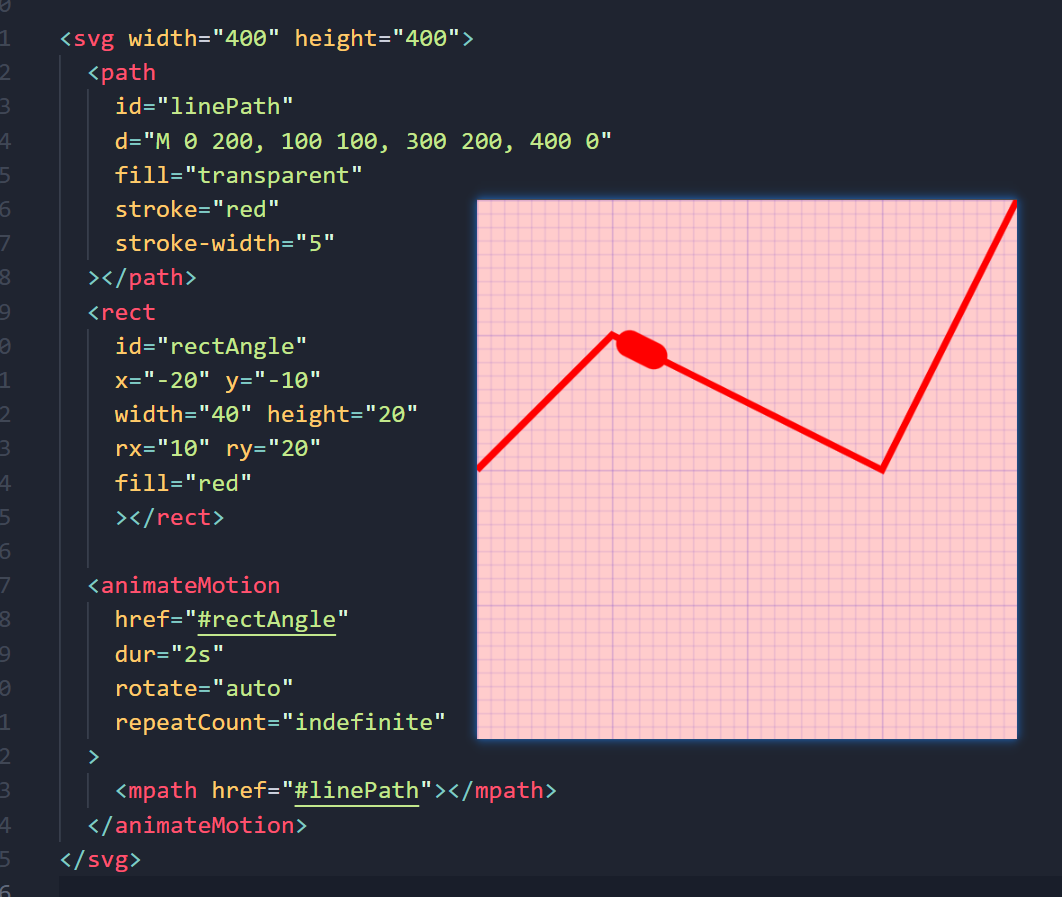 0
1 <svg width="400" height="400">
2 <path
3 id="linePath"
4 d="M 0 200, 100 100, 300 200, 400 0"
5 fill="transparent"
6 stroke="red"
7 stroke-width="5"
8 ></path>
9 <rect
0 id="rectAngle"
1 x="-20" y="-10"
2 width="40" height="20"
3 rx="10" ry="20"
4 fill="red"
5 ></rect>
6
7 <animateMotion
8 href="#rectAngle"
9 dur="2s"
0 rotate="auto"
1 repeatCount="indefinite"
2 >
3 <mpath href="#linePath"></mpath>
4 </animateMotion>
5 </svg>
6